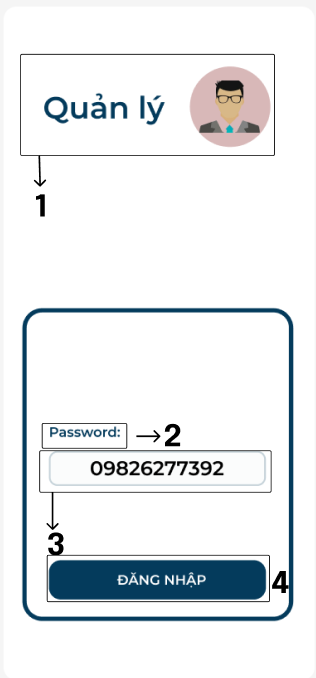 Quản lý
1
Password:
2
09826277392
3
ĐĂNG NHẬP
4